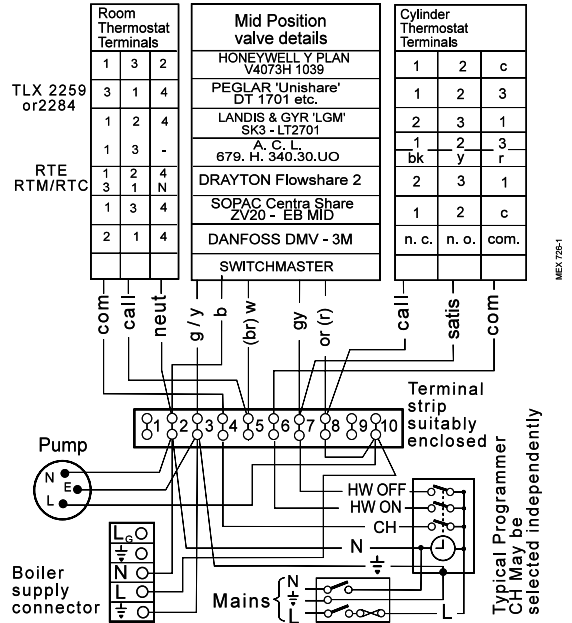 Room
Thermostat
Terminals
Mid Position
valve details
Cylinder
Thermostat
Terminals
1 3 2
HONEYWELL Y PLAN
V4073H 1039
1 2 c
TLX 2259
or2284
3 1 4
PEGLAR 'Unishare'
DT 1701 etc.
1 2 3
1 2 4
LANDIS & GYR 'LGM'
SK3 - LT2701
2 3 1
1 3 -
A. C. L.
679. H. 340.30.UO
1 2 3
bk y r
RTE
RTM/RTC
1 2 4
3 1 N
DRAYTON Flowshare 2
2 3 1
1 3 4
SOPAC Centra Share
ZV20 - EB MID
1 2 c
2 1 4
DANFOSS DMV - 3M
n. c. n. o. com.
SWITCHMASTER
MEX 726-1
com
call
neut
g / y
b
(br) w
gy
or (r)
call
satis
com
1 2 3 4 5 6 7 8 9 10
Terminal
strip
suitably
enclosed
Pump
N
E
L
HW OFF
HW ON
CH
N
Typical Programmer
CH May be
selected independently
Boiler
supply
connector
LG
N
L
Mains
N
L
L